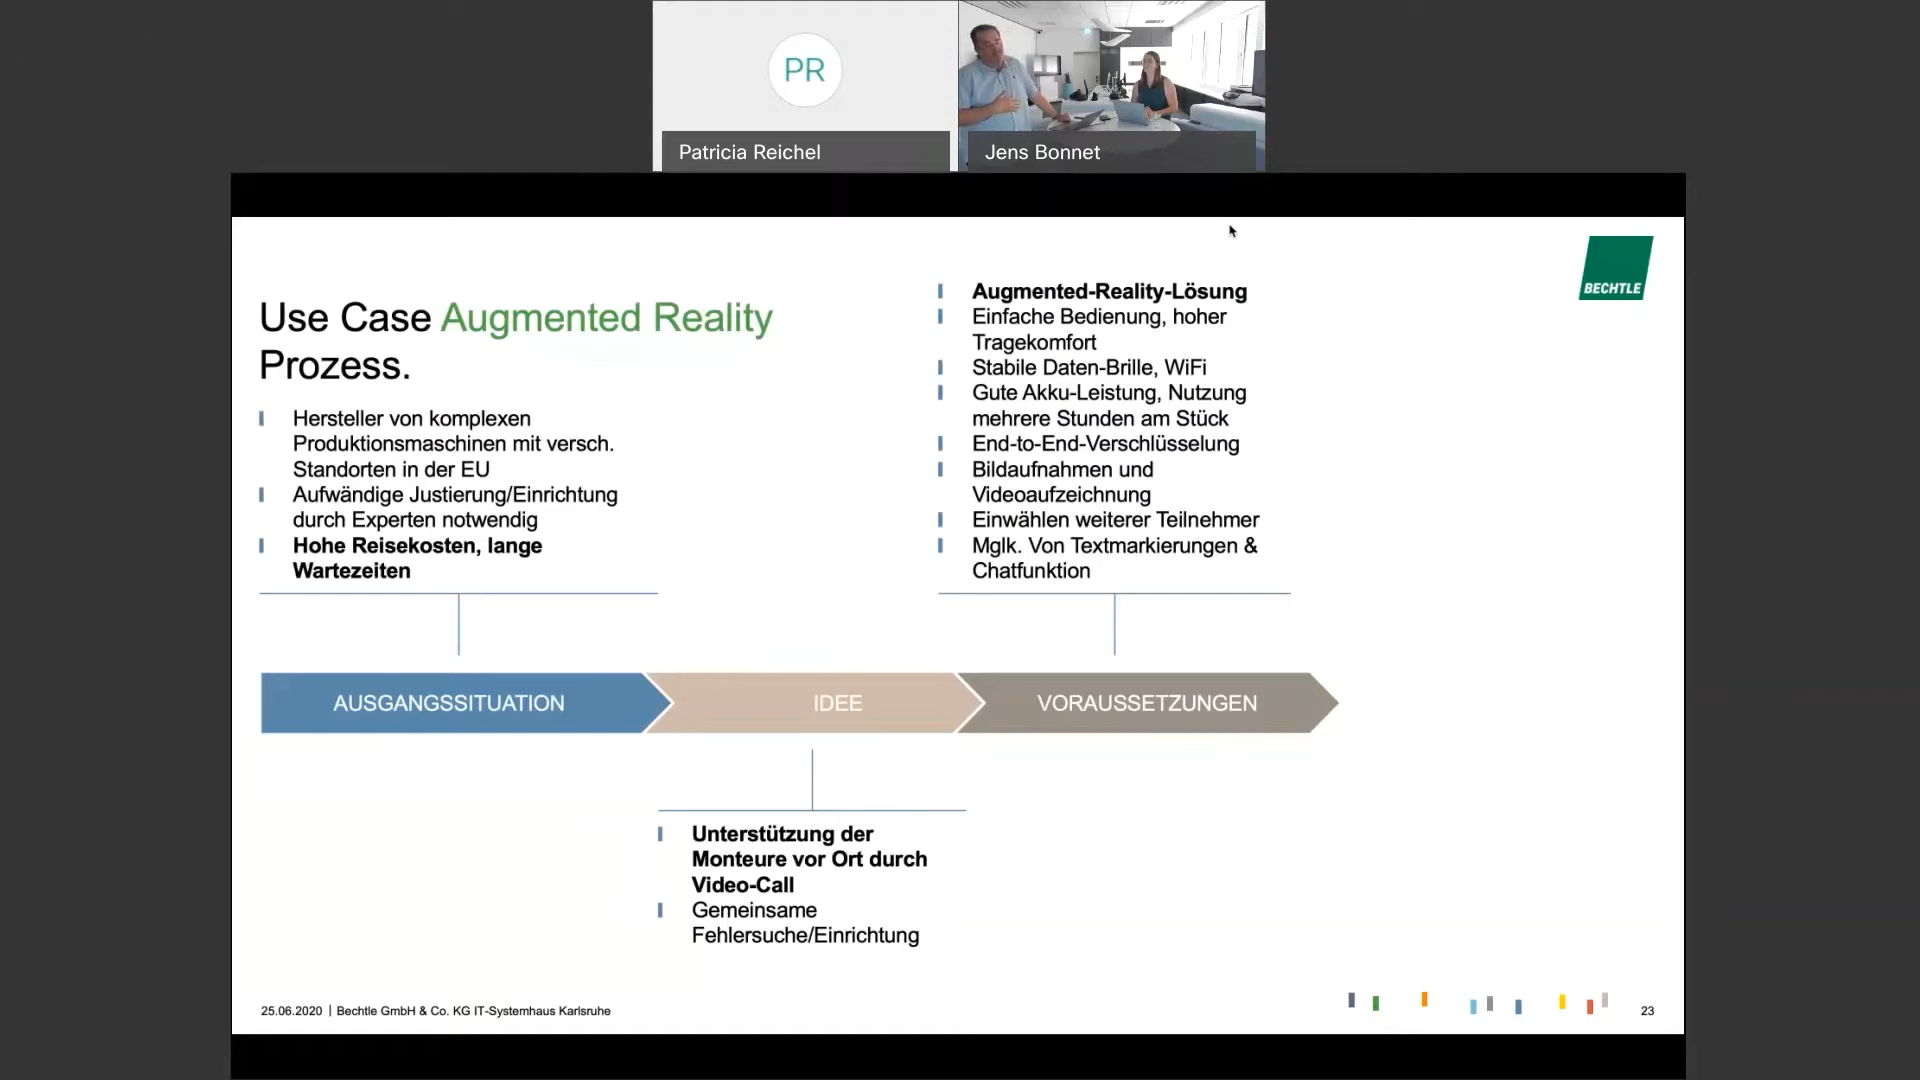 PR
Patricia Reichel
Jens Bonnet
BECHTLE
Use Case Augmented Reality
Prozess.
Hersteller von komplexen
Produktionsmaschinen mit versch.
Standorten in der EU
Aufwändige Justierung/Einrichtung
durch Experten notwendig
Hohe Reisekosten, lange
Wartezeiten
Augmented-Reality-Lösung
Einfache Bedienung, hoher
Tragekomfort
Stabile Daten-Brille, WiFi
Gute Akku-Leistung, Nutzung
mehrere Stunden am Stück
End-to-End-Verschlüsselung
Bildaufnahmen und
Videoaufzeichnung
Einwählen weiterer Teilnehmer
Mglk. Von Textmarkierungen &
Chatfunktion
AUSGANGSSITUATION
IDEE
VORAUSSETZUNGEN
Unterstützung der
Monteure vor Ort durch
Video-Call
Gemeinsame
Fehlersuche/Einrichtung
25.06.2020 | Bechtle GmbH & Co. KG IT-Systemhaus Karlsruhe
23